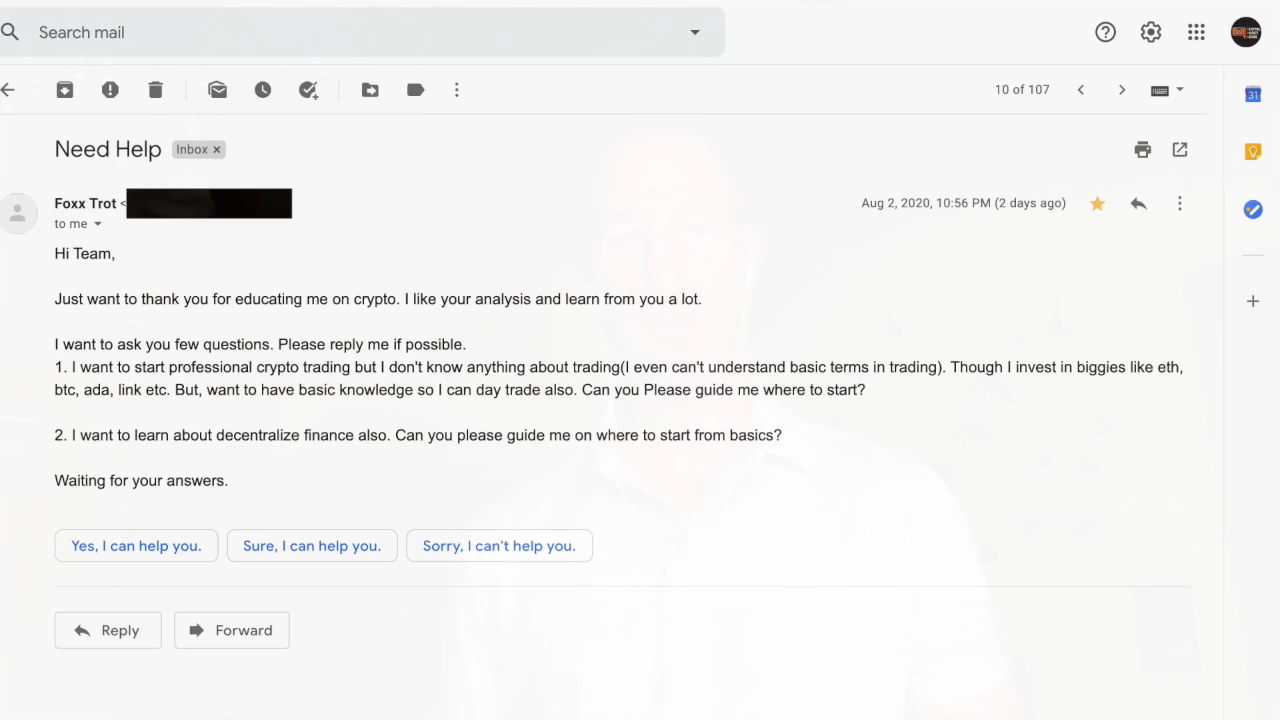 Search mail
10 of 107
31
Need Help Inbox ×
Foxx Trot <
Aug 2, 2020, 10:56 PM (2 days ago)
to me
Hi Team,
Just want to thank you for educating me on crypto. I like your analysis and learn from you a lot.
I want to ask you few questions. Please reply me if possible.
1. I want to start professional crypto trading but I don't know anything about trading(I even can't understand basic terms in trading). Though I invest in biggies like eth,
btc, ada, link etc. But, want to have basic knowledge so I can day trade also. Can you Please guide me where to start?
2. I want to learn about decentralize finance also. Can you please guide me on where to start from basics?
Waiting for your answers.
Yes, I can help you.
Sure, I can help you.
Sorry, I can't help you.
Reply
Forward